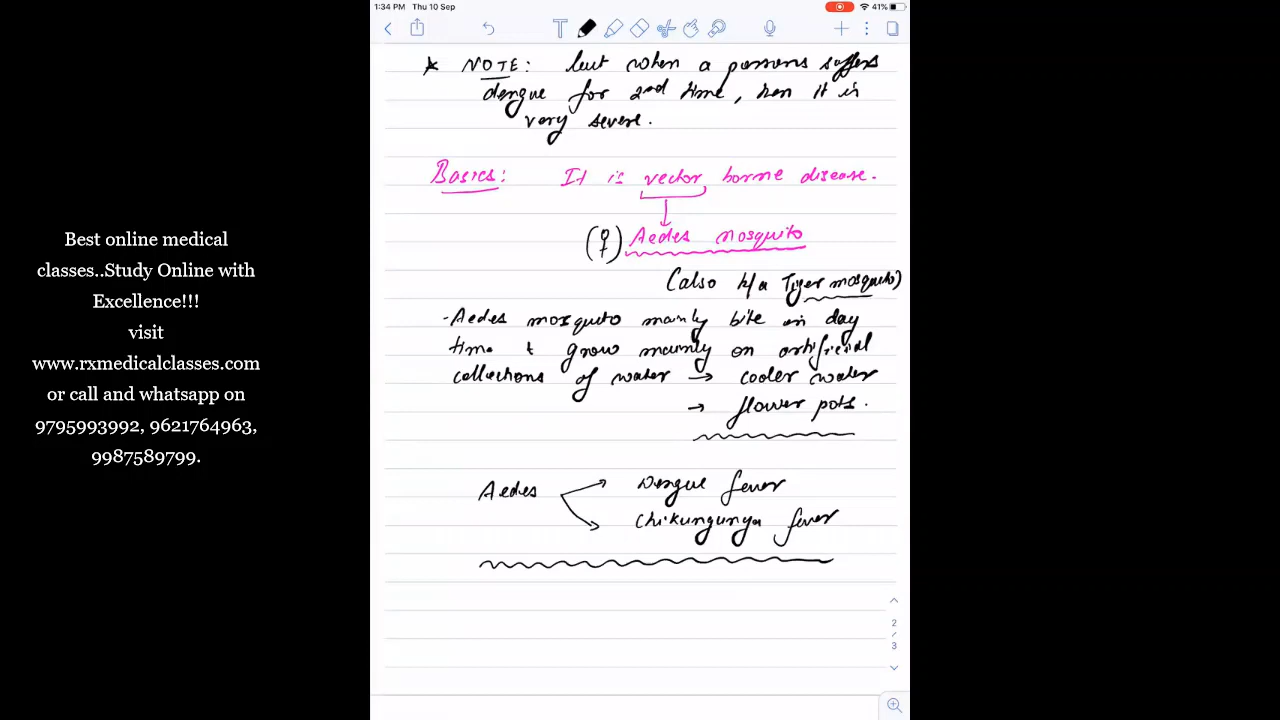 1:34 PM Thu 10 Sep
41%
* NOTE: but when a persons suffers
dengue for 2nd time, then it is
very severe.
Basics: It is vector borne disease.
(♀) Aedes mosquito
(also k/a Tiger mosquito)
- Aedes mosquito mainly bite in day
time & grow mainly on artificial
collections of water → cooler water
→ flower pots.
Aedes Dengue fever
Chikungunya fever
2
/
3
Best online medical
classes..Study Online with
Excellence!!!
visit
www.rxmedicalclasses.com
or call and whatsapp on
9795993992, 9621764963,
9987589799.